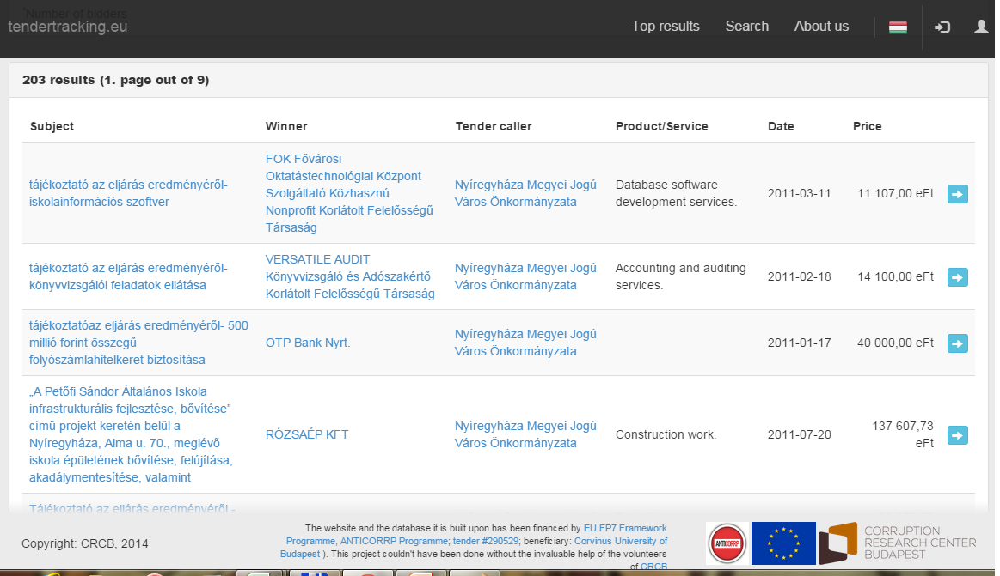 *Number of bidders
tendertracking.eu
Top results Search About us
203 results (1. page out of 9)
Subject Winner Tender caller Product/Service Date Price
tájékoztató az eljárás eredményéről-
iskolainformációs szoftver
FOK Fővárosi
Oktatástechnológiai Központ
Szolgáltató Közhasznú
Nonprofit Korlátolt Felelősségű
Társaság
Nyíregyháza Megyei Jogú
Város Önkormányzata
Database software
development services.
2011-03-11
11 107,00 eFt
tájékoztató az eljárás eredményéről-
könyvvizsgálói feladatok ellátása
VERSATILE AUDIT
Könyvvizsgáló és Adószakértő
Korlátolt Felelősségű Társaság
Nyíregyháza Megyei Jogú
Város Önkormányzata
Accounting and auditing
services.
2011-02-18
14 100,00 eFt
tájékoztatóaz eljárás eredményéről- 500
millió forint összegű
folyószámlahitelkeret biztosítása
OTP Bank Nyrt.
Nyíregyháza Megyei Jogú
Város Önkormányzata
2011-01-17
40 000,00 eFt
„A Petőfi Sándor Általános Iskola
infrastrukturális fejlesztése, bővítése”
című projekt keretén belül a
Nyíregyháza, Alma u. 70., meglévő
iskola épületének bővítése, felújítása,
akadálymentesítése, valamint
RÓZSAÉP KFT
Nyíregyháza Megyei Jogú
Város Önkormányzata
Construction work.
2011-07-20
137 607,73
eFt
Tájékoztató az eljárás eredményéről -
Copyright: CRCB, 2014
The website and the database it is built upon has been financed by EU FP7 Framework
Programme, ANTICORRP Programme; tender #290529; beneficiary: Corvinus University of
Budapest ). This project couldn't have been done without the invaluable help of the volunteers
of CRCB
ANTICORRP
CORRUPTION
RESEARCH CENTER
BUDAPEST